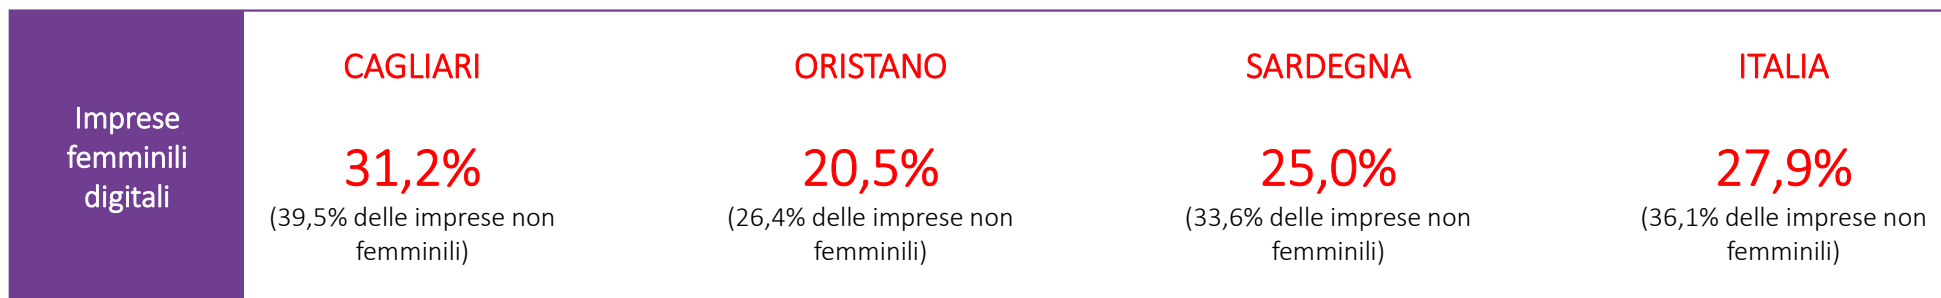 Imprese
femminili
digitali
CAGLIARI
31,2%
(39,5% delle imprese non
femminili)
ORISTANO
20,5%
(26,4% delle imprese non
femminili)
SARDEGNA
25,0%
(33,6% delle imprese non
femminili)
ITALIA
27,9%
(36,1% delle imprese non
femminili)